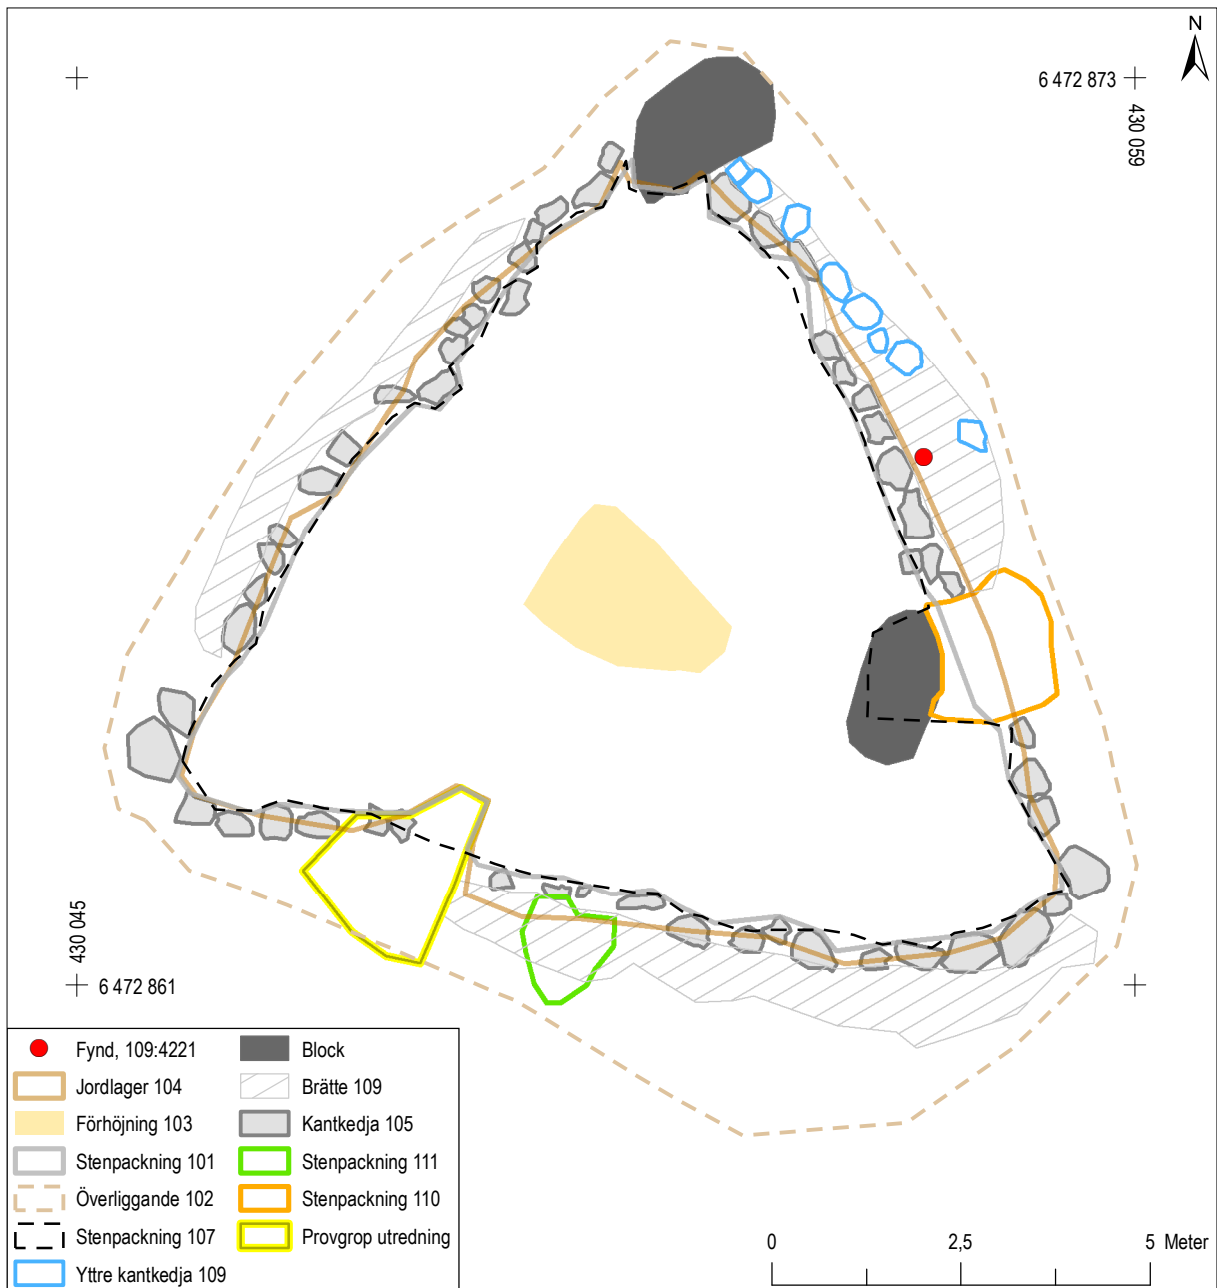 N
6 472 873
430 059
430 045
6 472 861
Fynd, 109:4221
Block
Jordlager 104
Brätte 109
Förhöjning 103
Kantkedja 105
Stenpackning 101
Stenpackning 111
Överliggande 102
Stenpackning 110
Stenpackning 107
Provgrop utredning
Yttre kantkedja 109
0 2,5 5 Meter